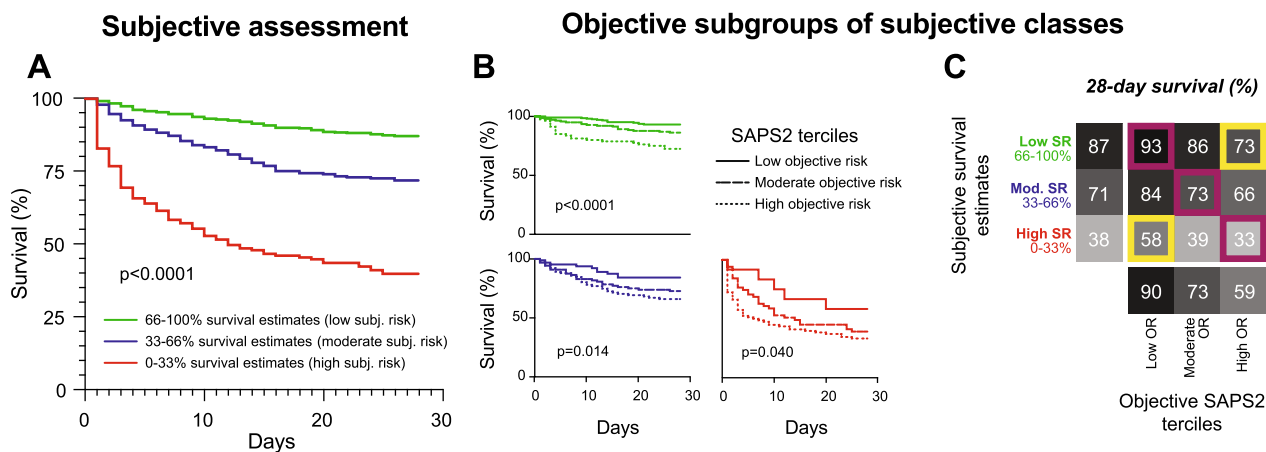 Subjective assessment
Objective subgroups of subjective classes
A
100
75
50
25
0
Survival (%)
p<0.0001
66-100% survival estimates (low subj. risk)
33-66% survival estimates (moderate subj. risk)
0-33% survival estimates (high subj. risk)
0
10
20
30
Days
B
100
50
0
Survival (%)
p<0.0001
SAPS2 terciles
Low objective risk
Moderate objective risk
High objective risk
100
50
0
Survival (%)
p=0.014
0
10
20
30
Days
p=0.040
0
10
20
30
Days
C
28-day survival (%)
Subjective survival
estimates
Low SR
66-100%
87 93 86 73
Mod. SR
33-66%
71 84 73 66
High SR
0-33%
38 58 39 33
90 73 59
Low OR
Moderate
OR
High OR
Objective SAPS2
terciles